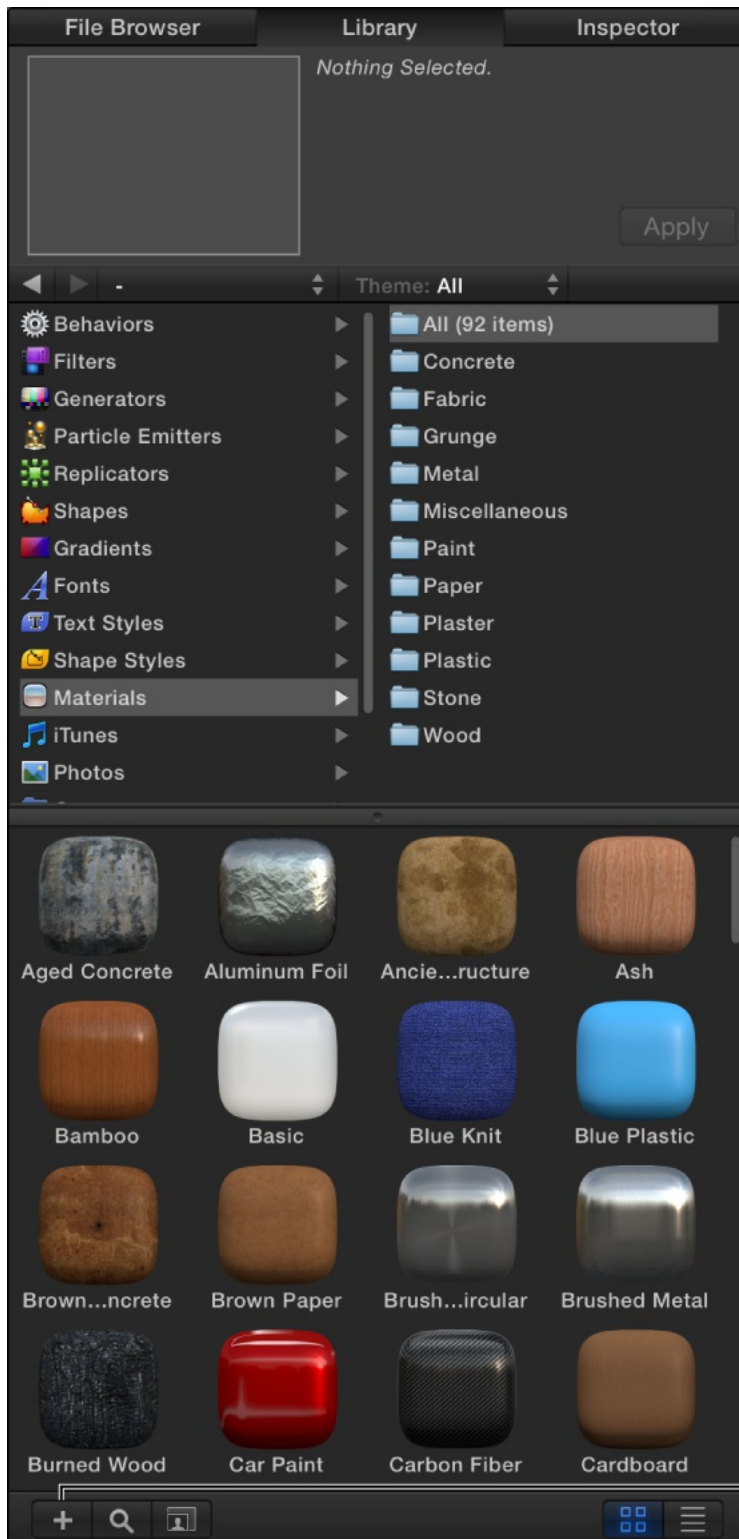 File Browser Library Inspector
Nothing Selected.
Apply
- Theme: All
Behaviors
Filters
Generators
Particle Emitters
Replicators
Shapes
Gradients
Fonts
Text Styles
Shape Styles
Materials
iTunes
Photos
All (92 items)
Concrete
Fabric
Grunge
Metal
Miscellaneous
Paint
Paper
Plaster
Plastic
Stone
Wood
Aged Concrete Aluminum Foil Ancie...ructure Ash
Bamboo Basic Blue Knit Blue Plastic
Brown...ncrete Brown Paper Brush...ircular Brushed Metal
Burned Wood Car Paint Carbon Fiber Cardboard